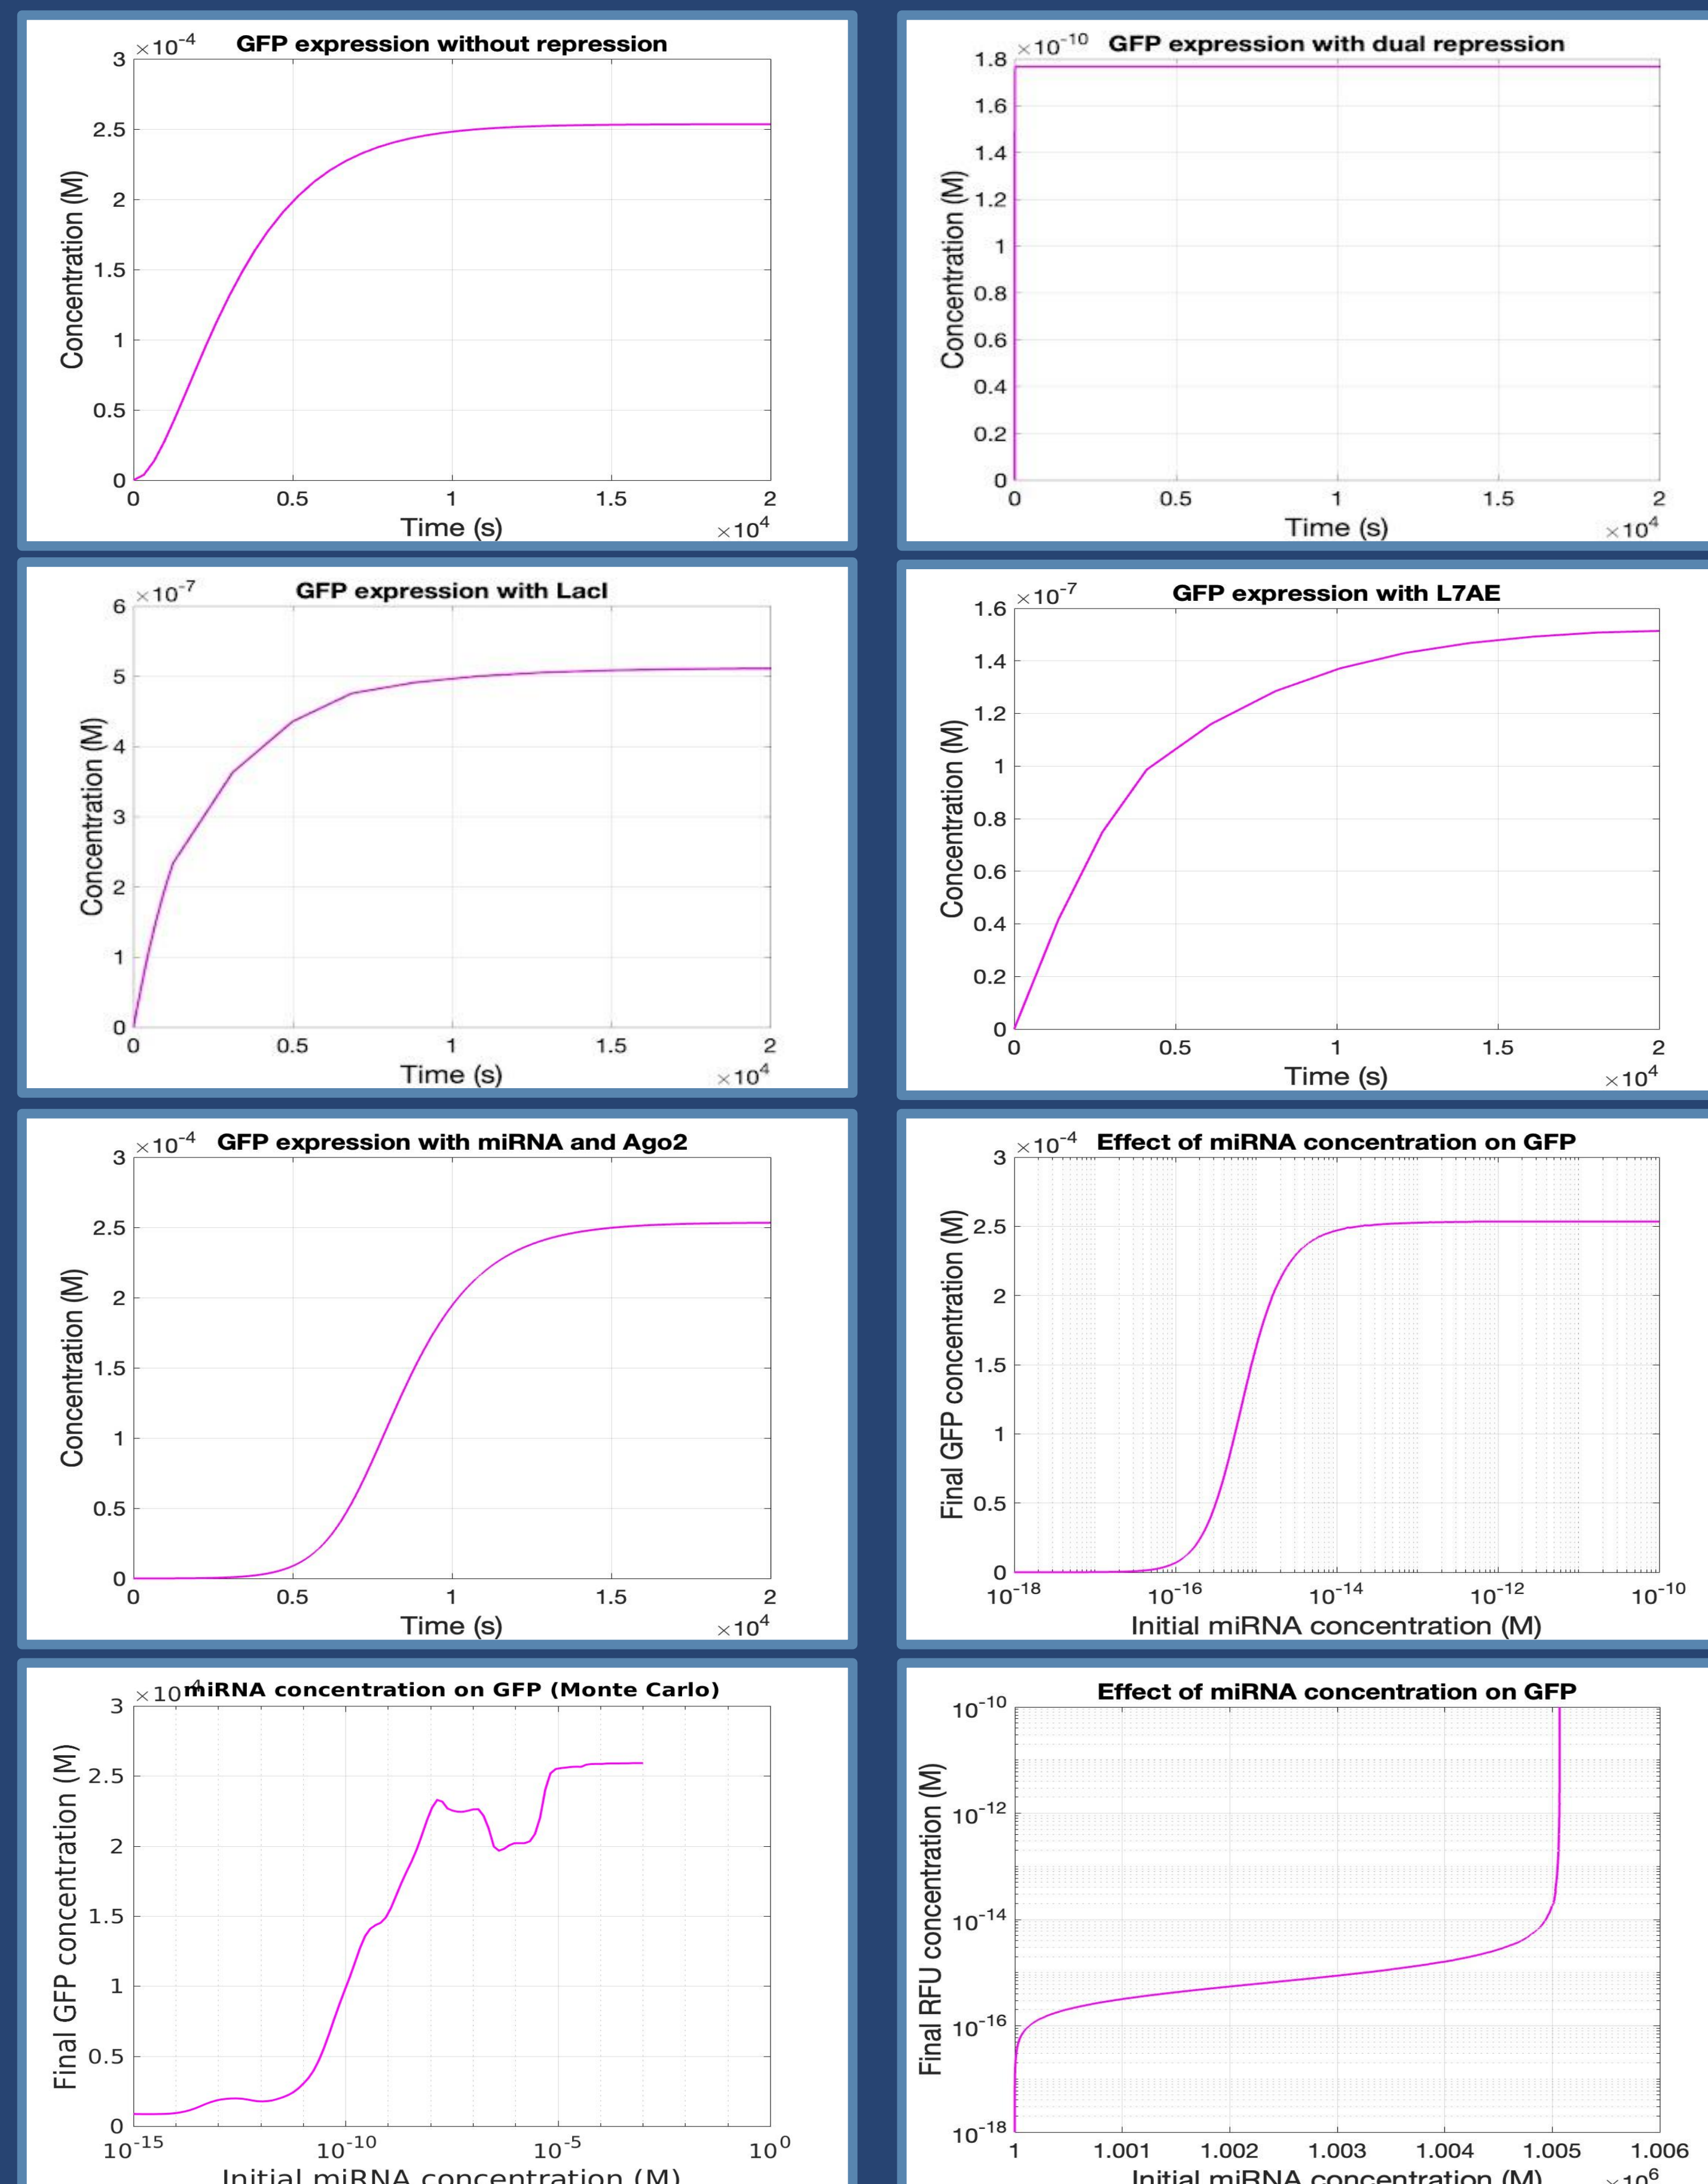 GFP expression without repression
×10-4
3
2.5
2
1.5
1
0.5
0
Concentration (M)
0 0.5 1 1.5 2
Time (s)
×104
GFP expression with dual repression
×10-10
1.8
1.6
1.4
1.2
1
0.8
0.6
0.4
0.2
0
Concentration (M)
0 0.5 1 1.5 2
Time (s)
×104
GFP expression with LacI
×10-7
6
5
4
3
2
1
0
Concentration (M)
0 0.5 1 1.5 2
Time (s)
×104
GFP expression with L7AE
×10-7
1.6
1.4
1.2
1
0.8
0.6
0.4
0.2
0
Concentration (M)
0 0.5 1 1.5 2
Time (s)
×104
GFP expression with miRNA and Ago2
×10-4
3
2.5
2
1.5
1
0.5
0
Concentration (M)
0 0.5 1 1.5 2
Time (s)
×104
Effect of miRNA concentration on GFP
×10-4
3
2.5
2
1.5
1
0.5
0
Final GFP concentration (M)
10-18 10-16 10-14 10-12 10-10
Initial miRNA concentration (M)
miRNA concentration on GFP (Monte Carlo)
×10-4
3
2.5
2
1.5
1
0.5
0
Final GFP concentration (M)
10-15 10-10 10-5 100
Initial miRNA concentration (M)
Effect of miRNA concentration on GFP
10-10
10-12
10-14
10-16
10-18
Final RFU concentration (M)
1 1.001 1.002 1.003 1.004 1.005 1.006
Initial miRNA concentration (M)
×106